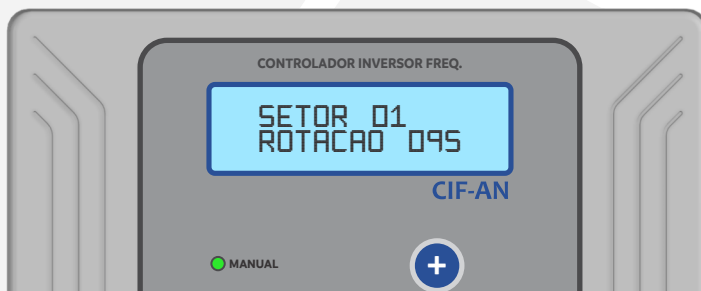 CONTROLADOR INVERSOR FREQ.
SETOR 01
ROTACAO 095
CIF-AN
MANUAL
+